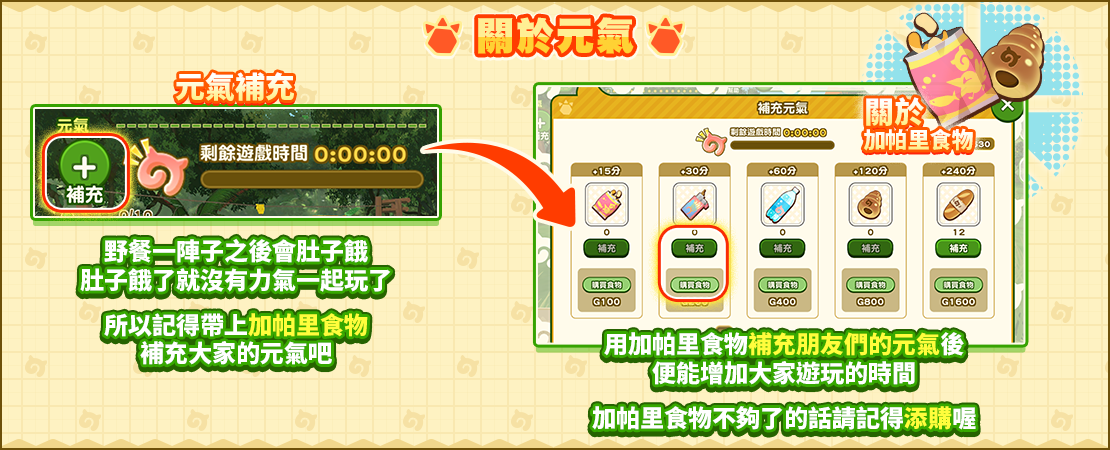 關於元氣
元氣補充
元氣
補充
剩餘遊戲時間 0:00:00
0/10
野餐一陣子之後會肚子餓
肚子餓了就沒有力氣一起玩了
所以記得帶上加帕里食物
補充大家的元氣吧
關於
加帕里食物
補充元氣
剩餘遊戲時間 0:00:00
+15分 +30分 +60分 +120分 +240分
0 0 0 0 12
補充 補充 補充 補充 補充
購買食物 購買食物 購買食物 購買食物 購買食物
G100 G400 G800 G1600
用加帕里食物補充朋友們的元氣後
便能增加大家遊玩的時間
加帕里食物不夠了的話請記得添購喔